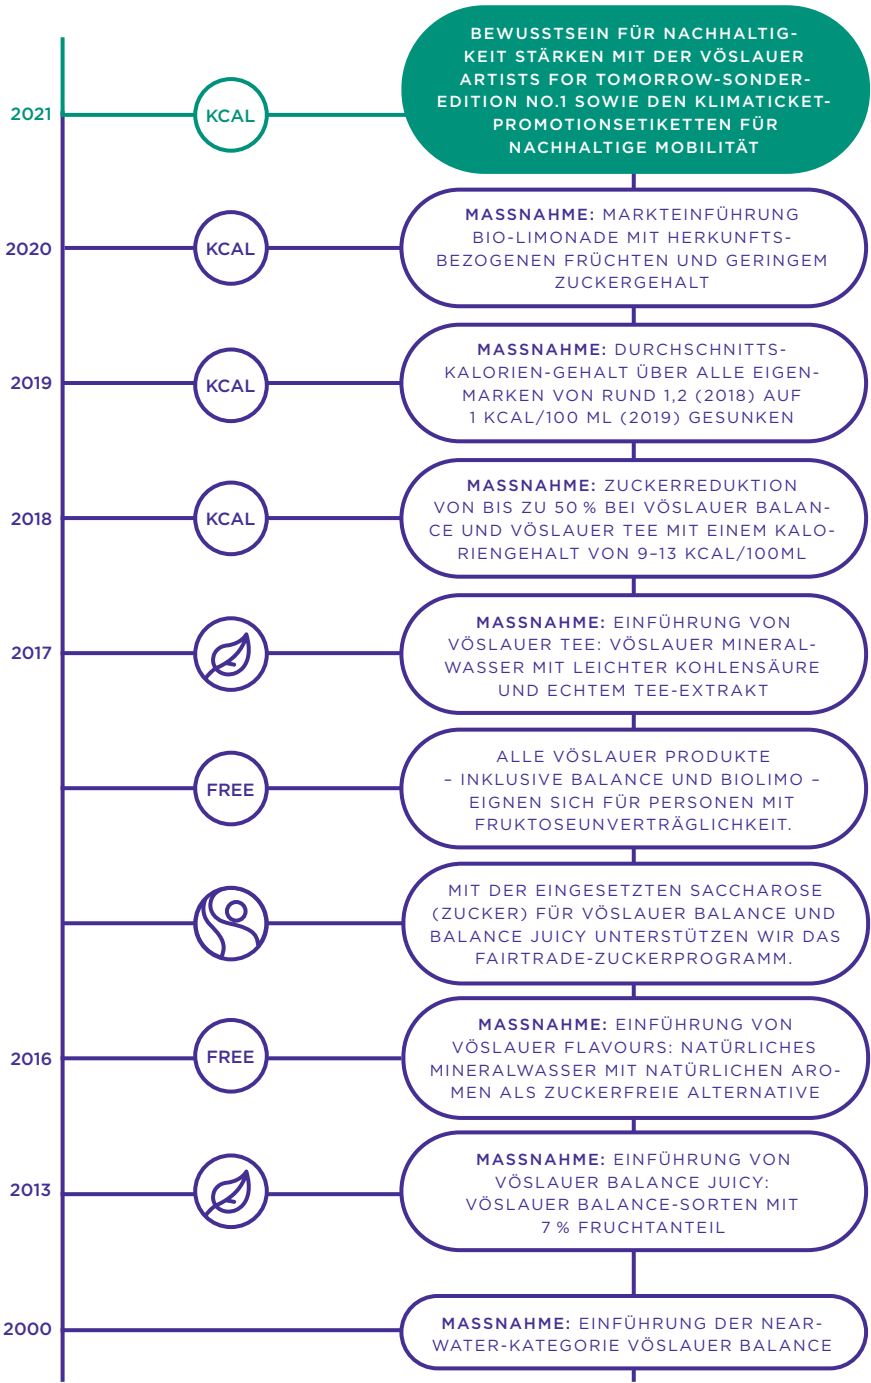 BEWUSSTSEIN FÜR NACHHALTIG-
KEIT STÄRKEN MIT DER VÖSLAUER
ARTISTS FOR TOMORROW-SONDER-
EDITION NO.1 SOWIE DEN KLIMATICKET-
PROMOTIONSETIKETTEN FÜR
NACHHALTIGE MOBILITÄT
2021
KCAL
MASSNAHME: MARKTEINFÜHRUNG
BIO-LIMONADE MIT HERKUNFTS-
BEZOGENEN FRÜCHTEN UND GERINGEM
ZUCKERGEHALT
2020
KCAL
MASSNAHME: DURCHSCHNITTS-
KALORIEN-GEHALT ÜBER ALLE EIGEN-
MARKEN VON RUND 1,2 (2018) AUF
1 KCAL/100 ML (2019) GESUNKEN
2019
KCAL
MASSNAHME: ZUCKERREDUKTION
VON BIS ZU 50 % BEI VÖSLAUER BALAN-
CE UND VÖSLAUER TEE MIT EINEM KALO-
RIENGEHALT VON 9–13 KCAL/100ML
2018
KCAL
MASSNAHME: EINFÜHRUNG VON
VÖSLAUER TEE: VÖSLAUER MINERAL-
WASSER MIT LEICHTER KOHLENSÄURE
UND ECHTEM TEE-EXTRAKT
2017
ALLE VÖSLAUER PRODUKTE
– INKLUSIVE BALANCE UND BIOLIMO –
EIGNEN SICH FÜR PERSONEN MIT
FRUKTOSEUNVERTRÄGLICHKEIT.
FREE
MIT DER EINGESETZTEN SACCHAROSE
(ZUCKER) FÜR VÖSLAUER BALANCE UND
BALANCE JUICY UNTERSTÜTZEN WIR DAS
FAIRTRADE-ZUCKERPROGRAMM.
MASSNAHME: EINFÜHRUNG VON
VÖSLAUER FLAVOURS: NATÜRLICHES
MINERALWASSER MIT NATÜRLICHEN ARO-
MEN ALS ZUCKERFREIE ALTERNATIVE
2016
FREE
MASSNAHME: EINFÜHRUNG VON
VÖSLAUER BALANCE JUICY:
VÖSLAUER BALANCE-SORTEN MIT
7 % FRUCHTANTEIL
2013
MASSNAHME: EINFÜHRUNG DER NEAR-
WATER-KATEGORIE VÖSLAUER BALANCE
2000